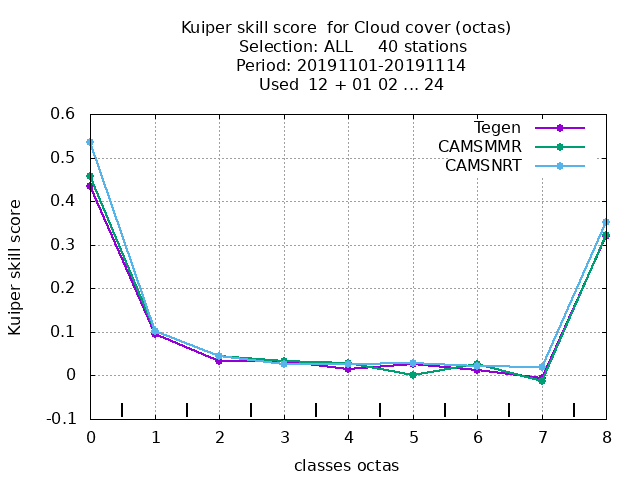 Kuiper skill score  for Cloud cover (octas)
Selection: ALL     40 stations
Period: 20191101-20191114
Used  12 + 01 02 ... 24
Tegen
CAMSMMR
CAMSNRT
0.6
0.5
0.4
0.3
0.2
0.1
0
-0.1
Kuiper skill score
0 1 2 3 4 5 6 7 8
classes octas